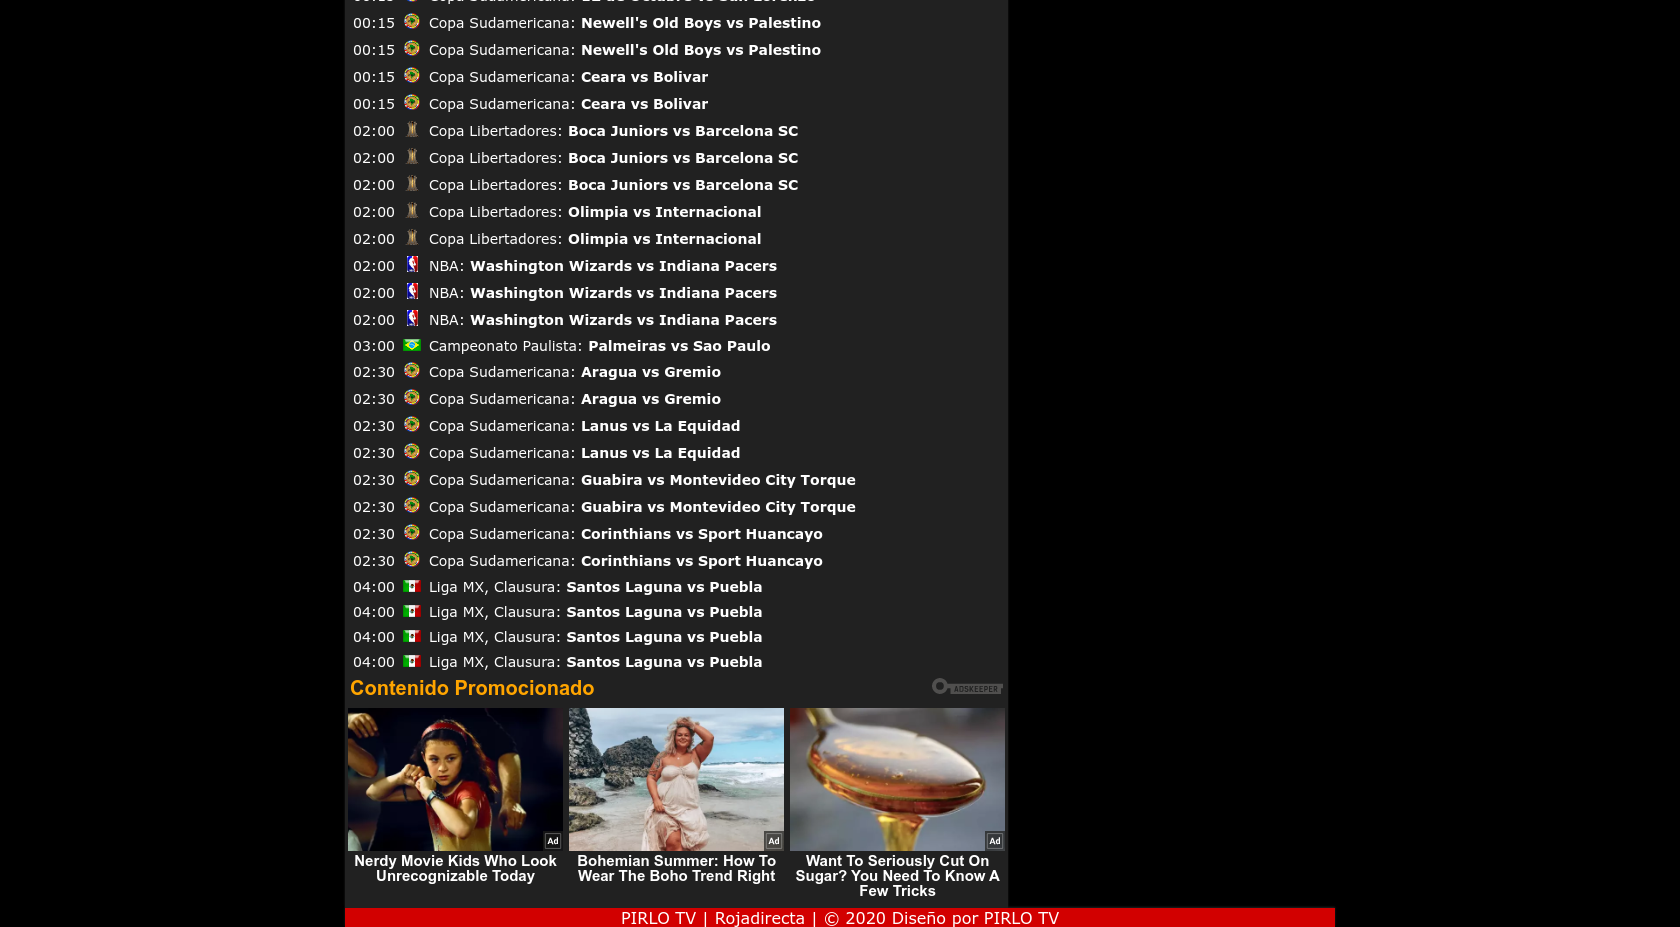 00:15 Copa Sudamericana: Newell's Old Boys vs Palestino
00:15 Copa Sudamericana: Newell's Old Boys vs Palestino
00:15 Copa Sudamericana: Ceara vs Bolivar
00:15 Copa Sudamericana: Ceara vs Bolivar
02:00 Copa Libertadores: Boca Juniors vs Barcelona SC
02:00 Copa Libertadores: Boca Juniors vs Barcelona SC
02:00 Copa Libertadores: Boca Juniors vs Barcelona SC
02:00 Copa Libertadores: Olimpia vs Internacional
02:00 Copa Libertadores: Olimpia vs Internacional
02:00 NBA: Washington Wizards vs Indiana Pacers
02:00 NBA: Washington Wizards vs Indiana Pacers
02:00 NBA: Washington Wizards vs Indiana Pacers
03:00 Campeonato Paulista: Palmeiras vs Sao Paulo
02:30 Copa Sudamericana: Aragua vs Gremio
02:30 Copa Sudamericana: Aragua vs Gremio
02:30 Copa Sudamericana: Lanus vs La Equidad
02:30 Copa Sudamericana: Lanus vs La Equidad
02:30 Copa Sudamericana: Guabira vs Montevideo City Torque
02:30 Copa Sudamericana: Guabira vs Montevideo City Torque
02:30 Copa Sudamericana: Corinthians vs Sport Huancayo
02:30 Copa Sudamericana: Corinthians vs Sport Huancayo
04:00 Liga MX, Clausura: Santos Laguna vs Puebla
04:00 Liga MX, Clausura: Santos Laguna vs Puebla
04:00 Liga MX, Clausura: Santos Laguna vs Puebla
04:00 Liga MX, Clausura: Santos Laguna vs Puebla
Contenido Promocionado
ADSKEEPER
Ad
Ad
Ad
Nerdy Movie Kids Who Look
Unrecognizable Today
Bohemian Summer: How To
Wear The Boho Trend Right
Want To Seriously Cut On
Sugar? You Need To Know A
Few Tricks
PIRLO TV | Rojadirecta | © 2020 Diseño por PIRLO TV